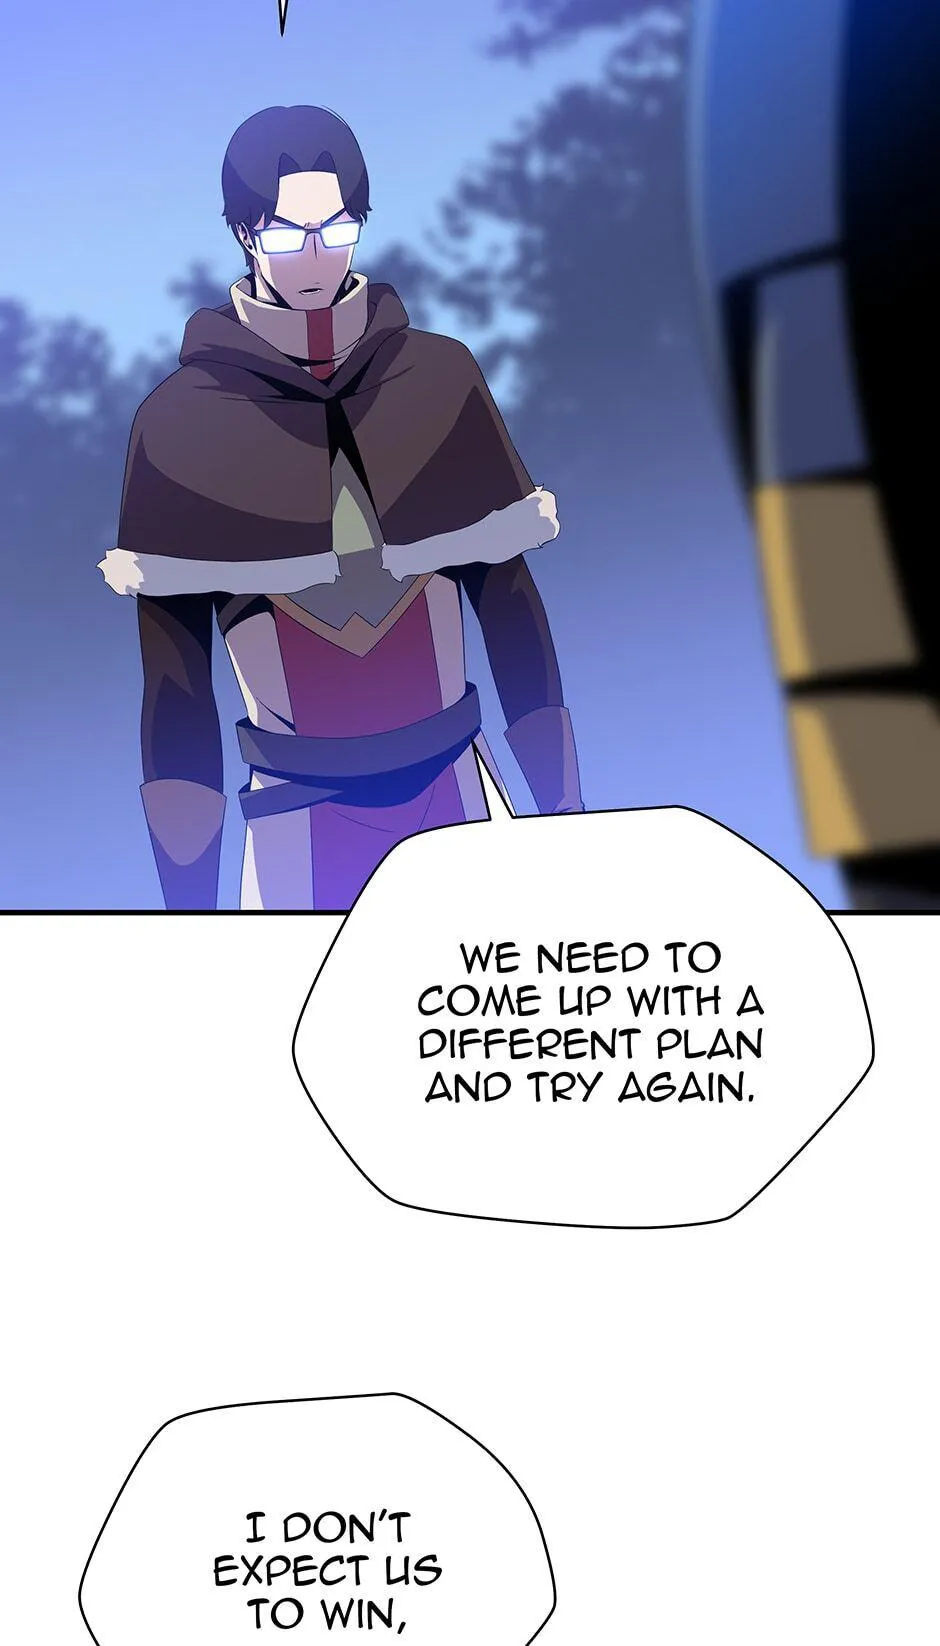 WE NEED TO
COME UP WITH A
DIFFERENT PLAN
AND TRY AGAIN.
I DON'T
EXPECT US
TO WIN,